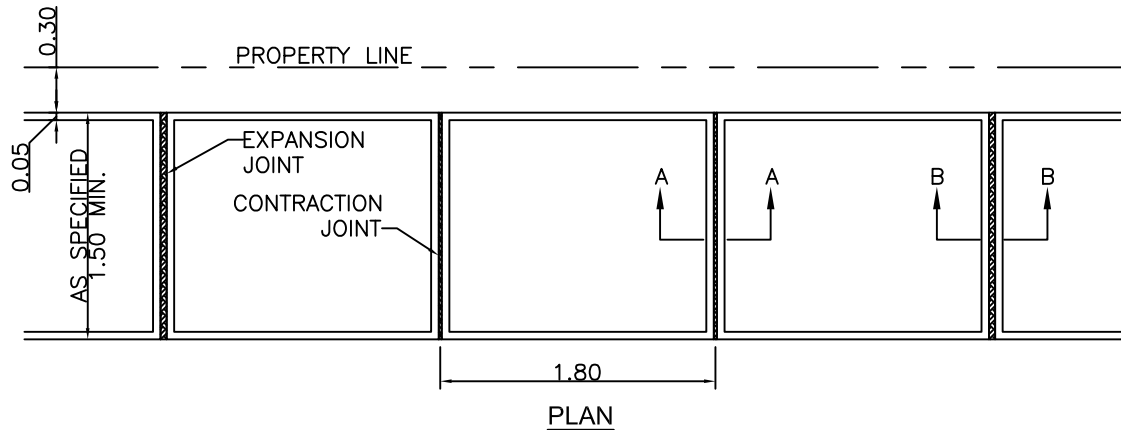 0.30
PROPERTY LINE
0.05
AS SPECIFIED
1.50 MIN.
EXPANSION
JOINT
CONTRACTION
JOINT
A
A
B
B
1.80
PLAN